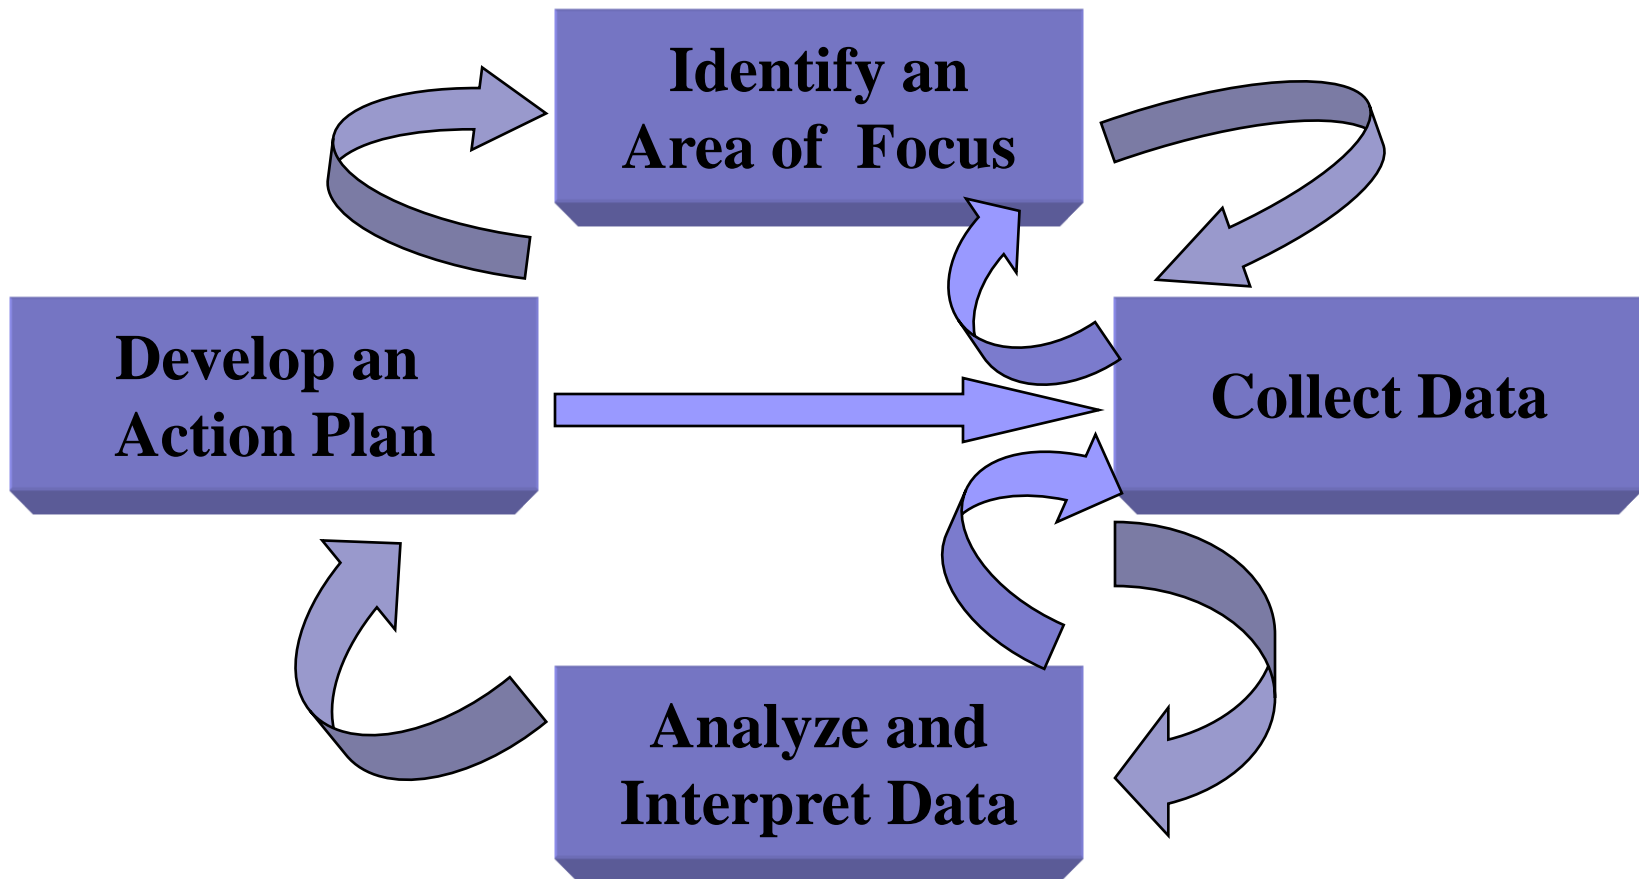 Identify an
Area of  Focus
Develop an
Action Plan
Collect Data
Analyze and
Interpret Data